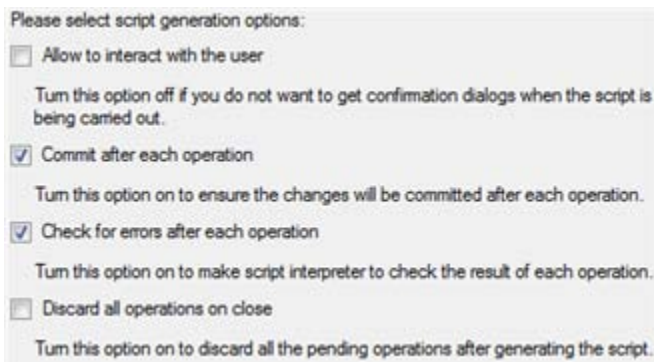 Please select script generation options:
Allow to interact with the user
Turn this option off if you do not want to get confirmation dialogs when the script is
being carried out.
Commit after each operation
Turn this option on to ensure the changes will be committed after each operation.
Check for errors after each operation
Turn this option on to make script interpreter to check the result of each operation.
Discard all operations on close
Turn this option on to discard all the pending operations after generating the script.